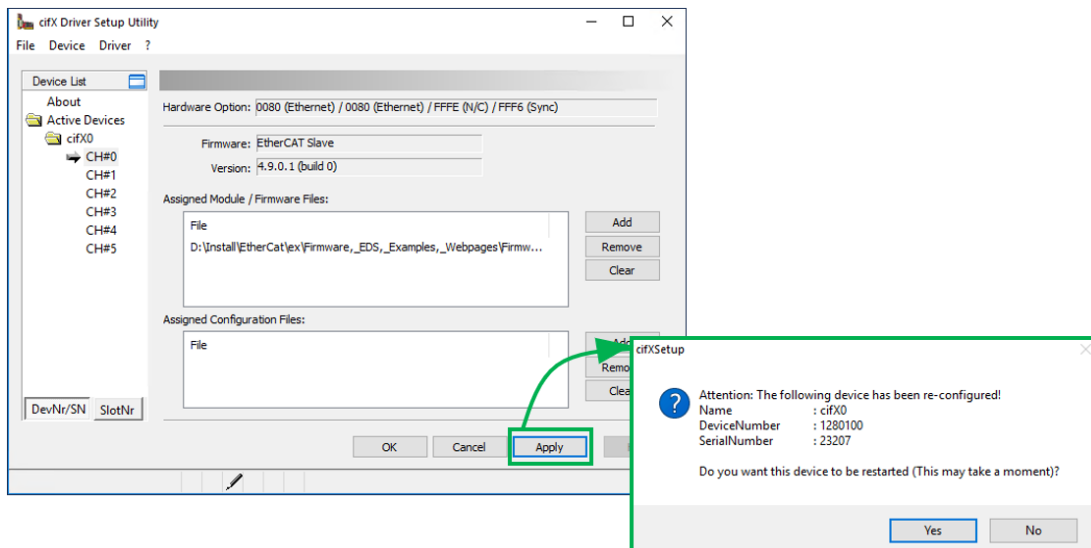 cifX Driver Setup Utility
File Device Driver ?
Device List
About
Active Devices
cifX0
CH#0
CH#1
CH#2
CH#3
CH#4
CH#5
DevNr/SN SlotNr
Hardware Option: 0080 (Ethernet) / 0080 (Ethernet) / FFFE (N/C) / FFF6 (Sync)
Firmware: EtherCAT Slave
Version: 4.9.0.1 (build 0)
Assigned Module / Firmware Files:
File
D:\Install\EtherCat\ex\Firmware,_EDS,_Examples,_Webpages\Firmw...
Add
Remove
Clear
Assigned Configuration Files:
File
OK Cancel Apply
cifXSetup
Attention: The following device has been re-configured!
Name : cifX0
DeviceNumber : 1280100
SerialNumber : 23207
Do you want this device to be restarted (This may take a moment)?
Yes No